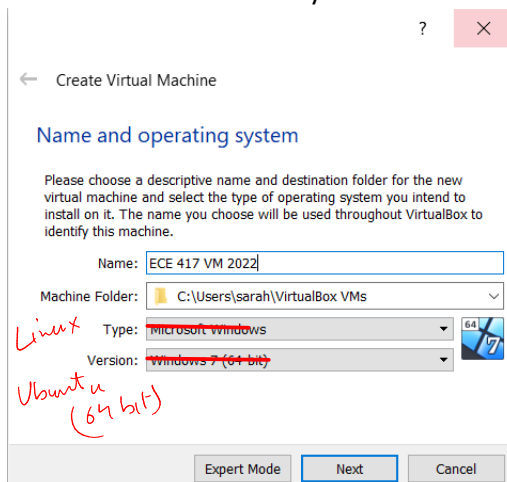 ?
Create Virtual Machine
Name and operating system
Please choose a descriptive name and destination folder for the new
virtual machine and select the type of operating system you intend to
install on it. The name you choose will be used throughout VirtualBox to
identify this machine.
Name: ECE 417 VM 2022
Machine Folder: C:\Users\sarah\VirtualBox VMs
Linux Type: Microsoft Windows 64
7
Version: Windows 7 (64-bit)
Ubuntu
(64 bit)
Expert Mode Next Cancel